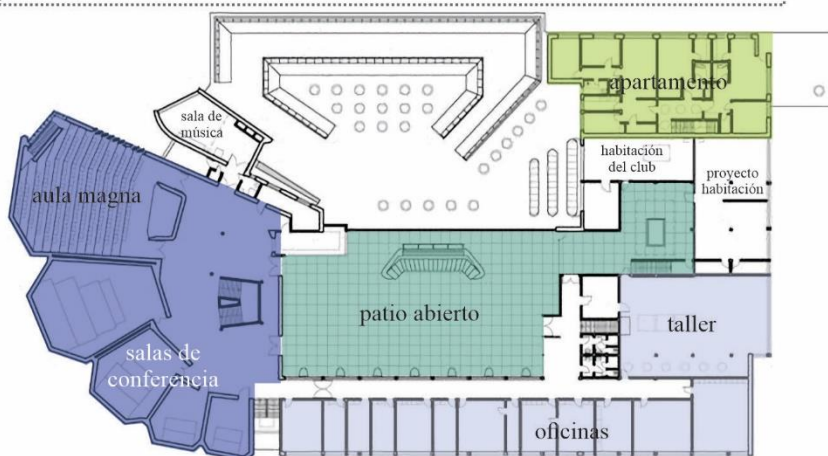 apartamento
sala de
música
habitación
del club
proyecto
habitación
aula magna
patio abierto
taller
salas de
conferencia
oficinas